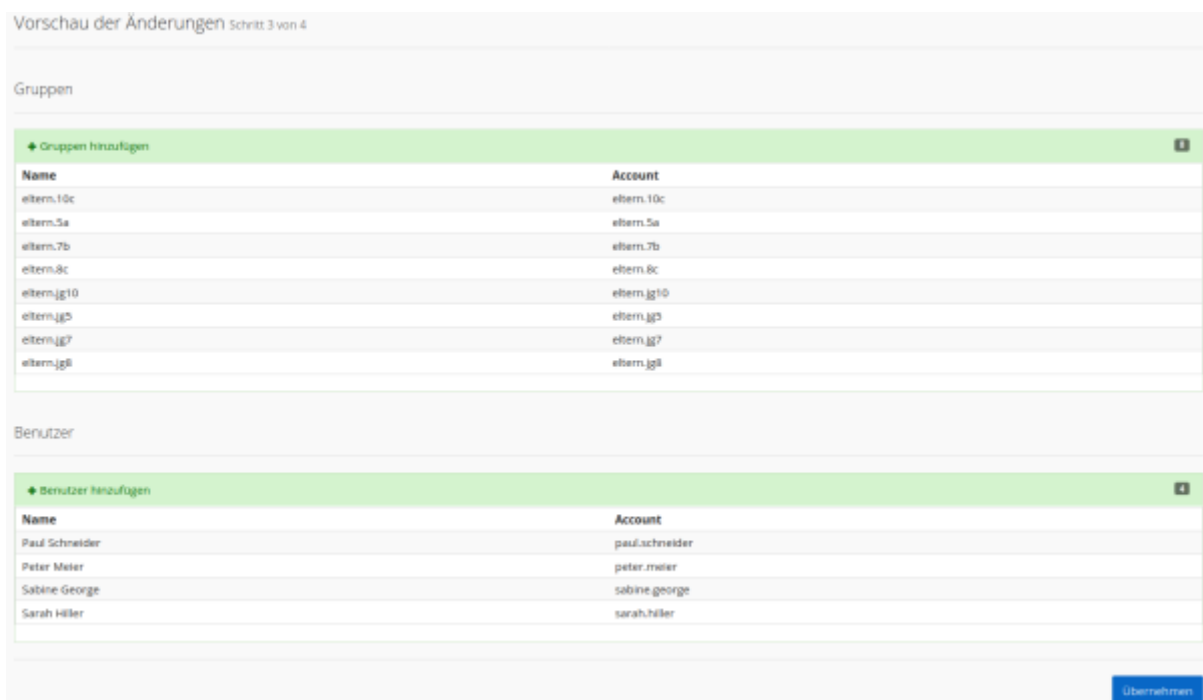 Vorschau der Änderungen Schritt 3 von 4
Gruppen
Gruppen hinzufügen 8
Name Account
eltern.10c eltern.10c
eltern.5a eltern.5a
eltern.7b eltern.7b
eltern.8c eltern.8c
eltern.jg10 eltern.jg10
eltern.jg5 eltern.jg5
eltern.jg7 eltern.jg7
eltern.jg8 eltern.jg8
Benutzer
Benutzer hinzufügen 4
Name Account
Paul Schneider paul.schneider
Peter Meier peter.meier
Sabine George sabine.george
Sarah Hiller sarah.hiller
Übernehmen